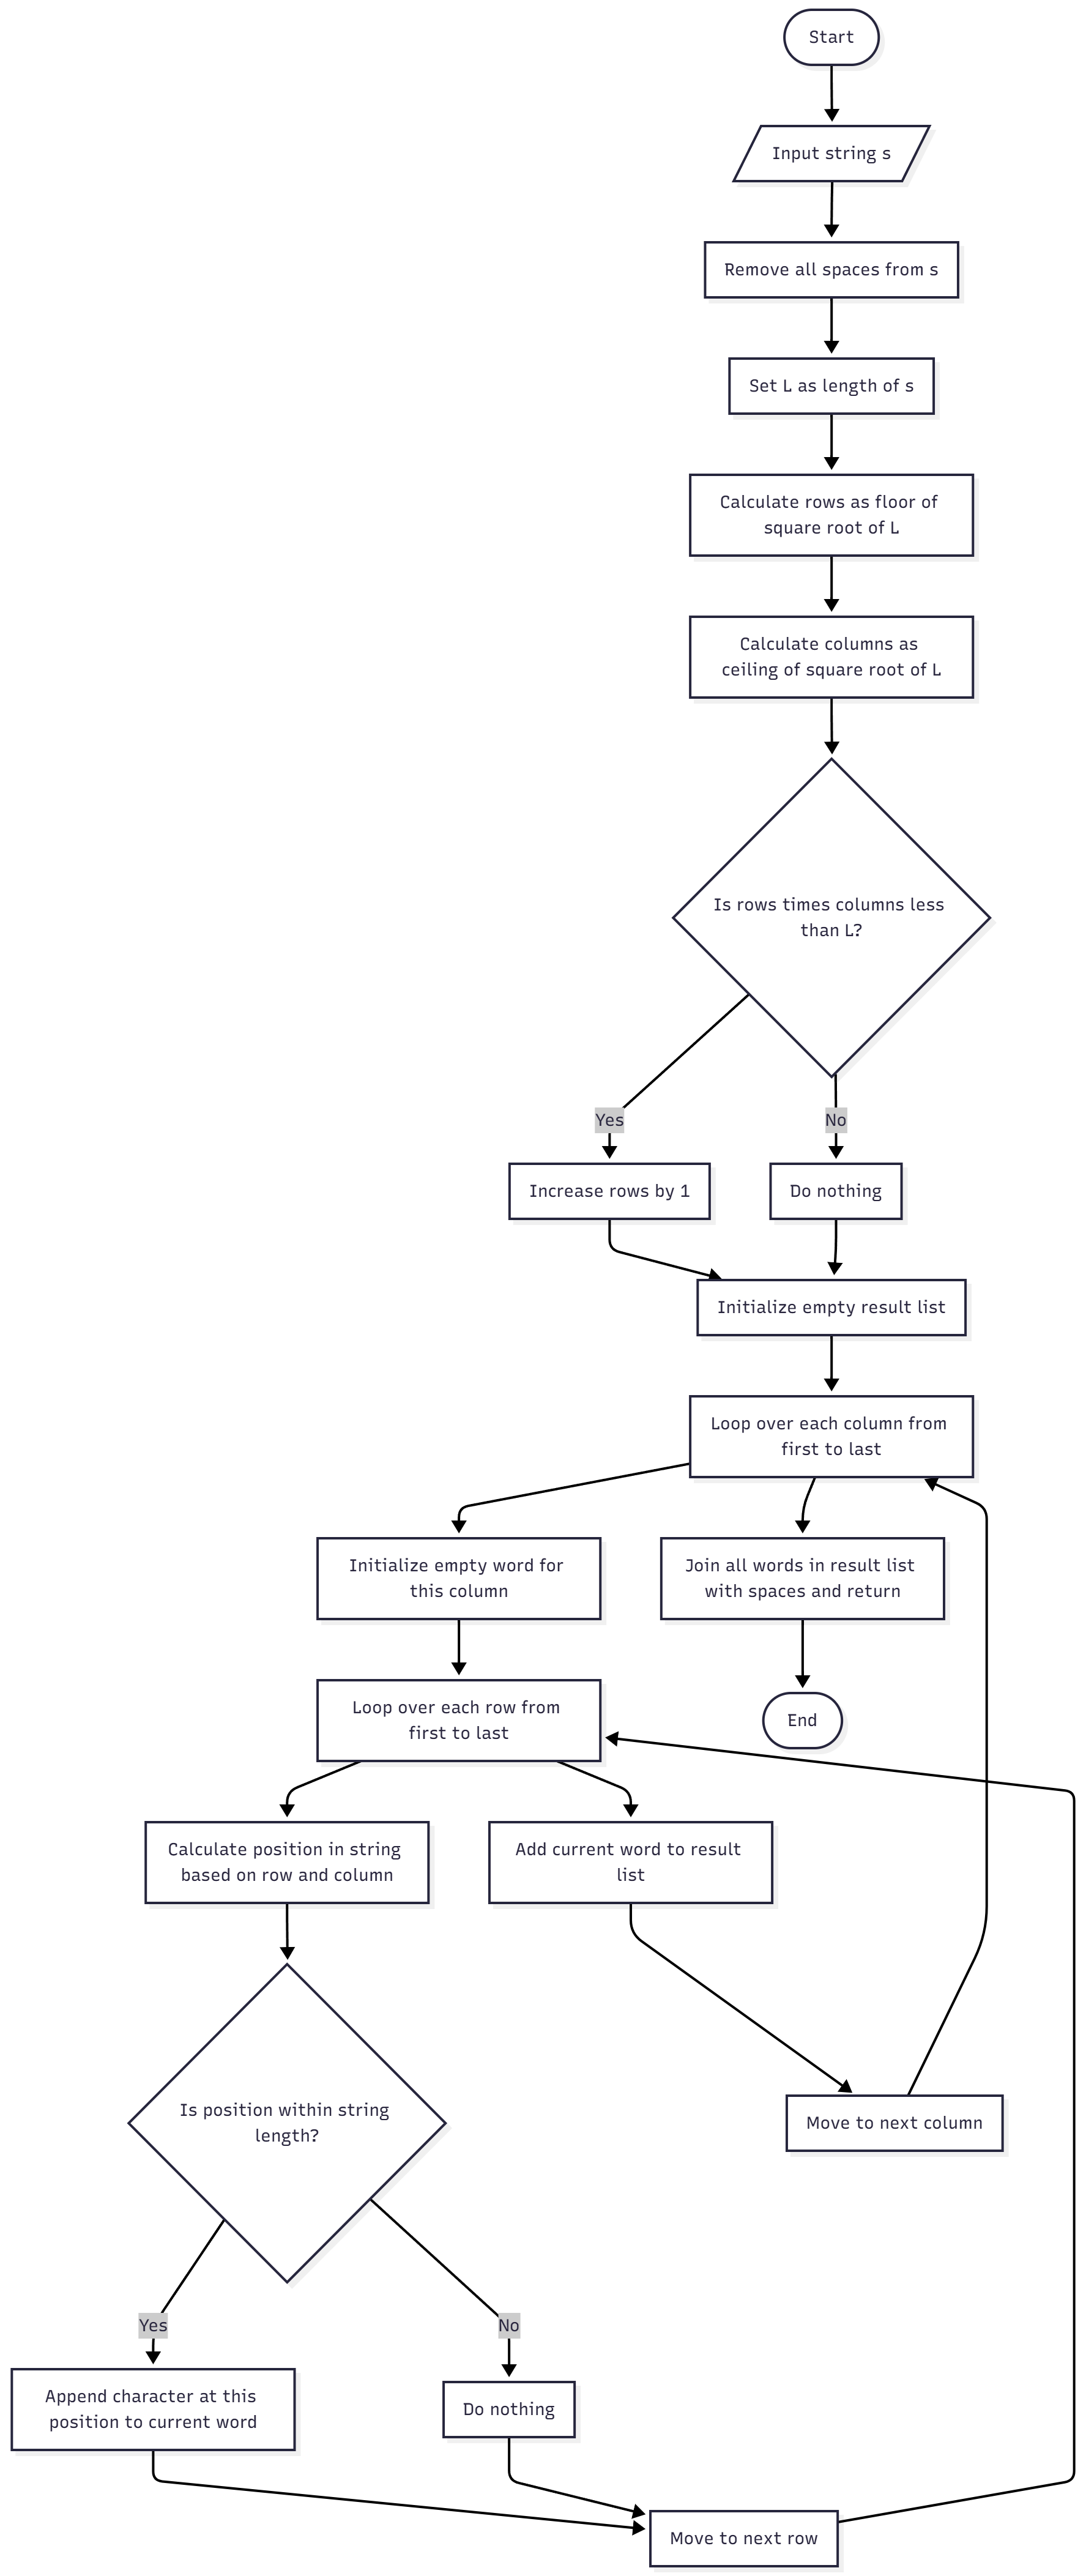 Start
Input string s
Remove all spaces from s
Set L as length of s
Calculate rows as floor of
square root of L
Calculate columns as
ceiling of square root of L
Is rows times columns less
than L?
Yes
No
Increase rows by 1
Do nothing
Initialize empty result list
Loop over each column from
first to last
Initialize empty word for
this column
Join all words in result list
with spaces and return
Loop over each row from
first to last
End
Calculate position in string
based on row and column
Add current word to result
list
Is position within string
length?
Move to next column
Yes
No
Append character at this
position to current word
Do nothing
Move to next row